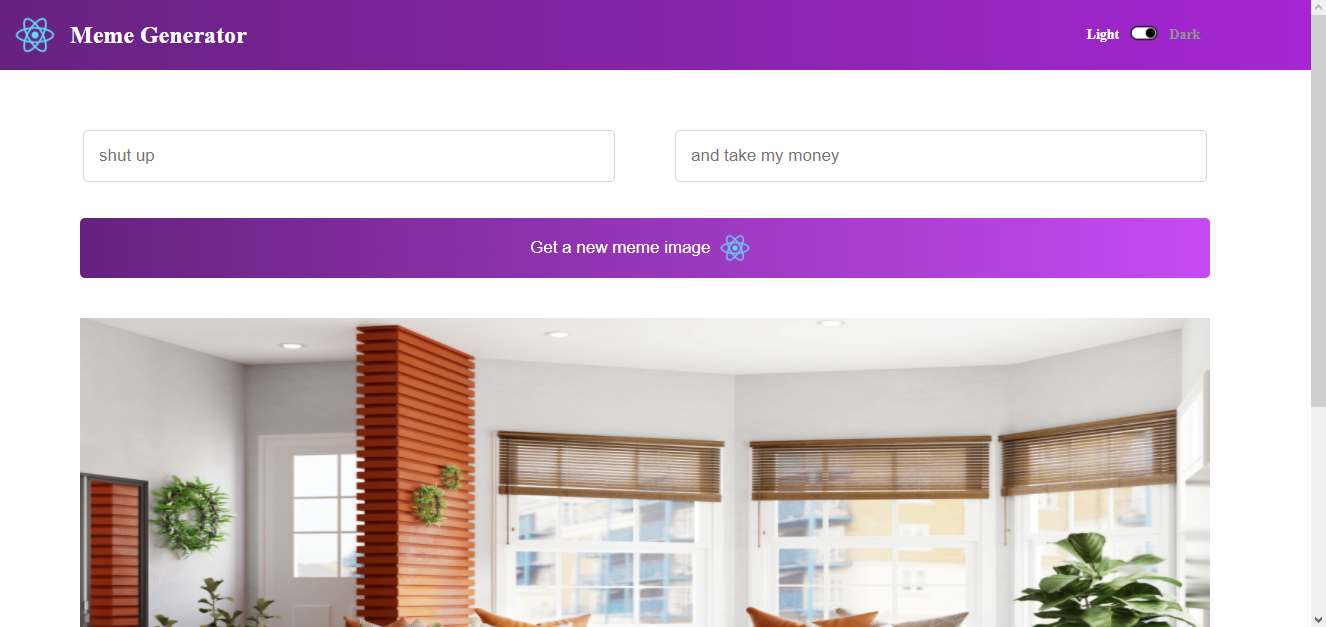 Meme Generator
Light Dark
shut up
and take my money
Get a new meme image